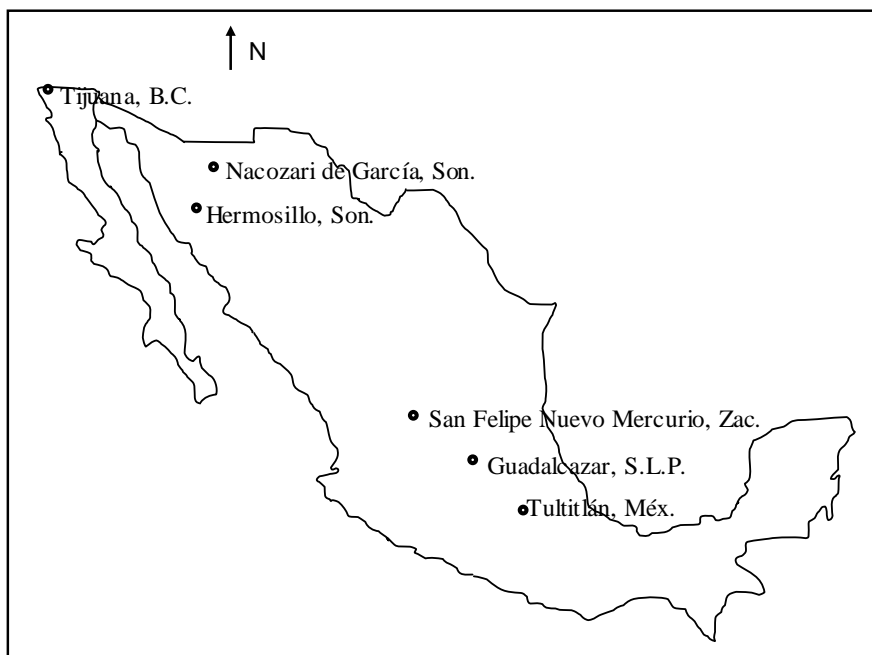 N
Tijuana, B.C.
Nacozari de García, Son.
Hermosillo, Son.
San Felipe Nuevo Mercurio, Zac.
Guadalcazar, S.L.P.
Tultitlán, Méx.